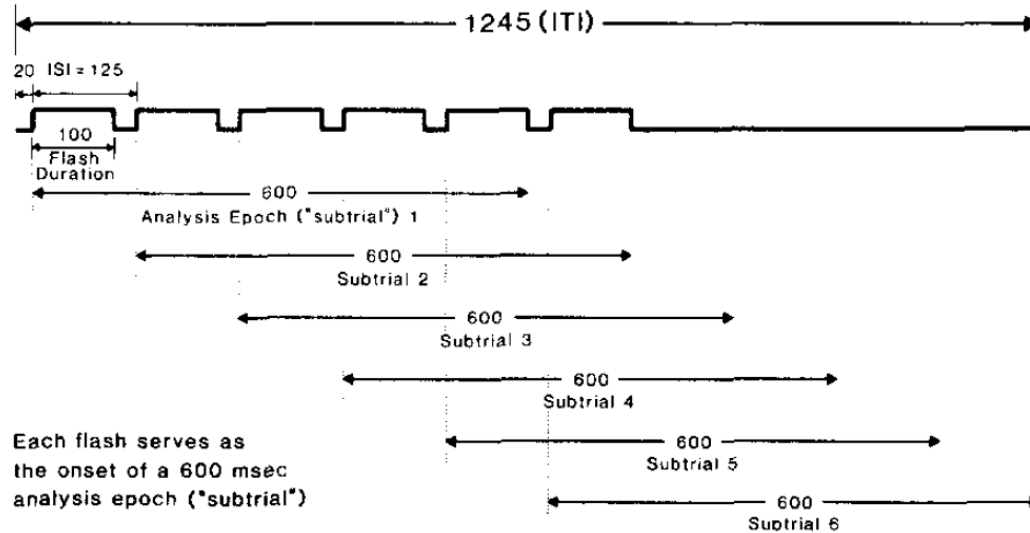 1245 (ITI)
20 ISI = 125
100
Flash
Duration
600
Analysis Epoch ("subtrial") 1
600
Subtrial 2
600
Subtrial 3
600
Subtrial 4
600
Subtrial 5
600
Subtrial 6
Each flash serves as
the onset of a 600 msec
analysis epoch ("subtrial")